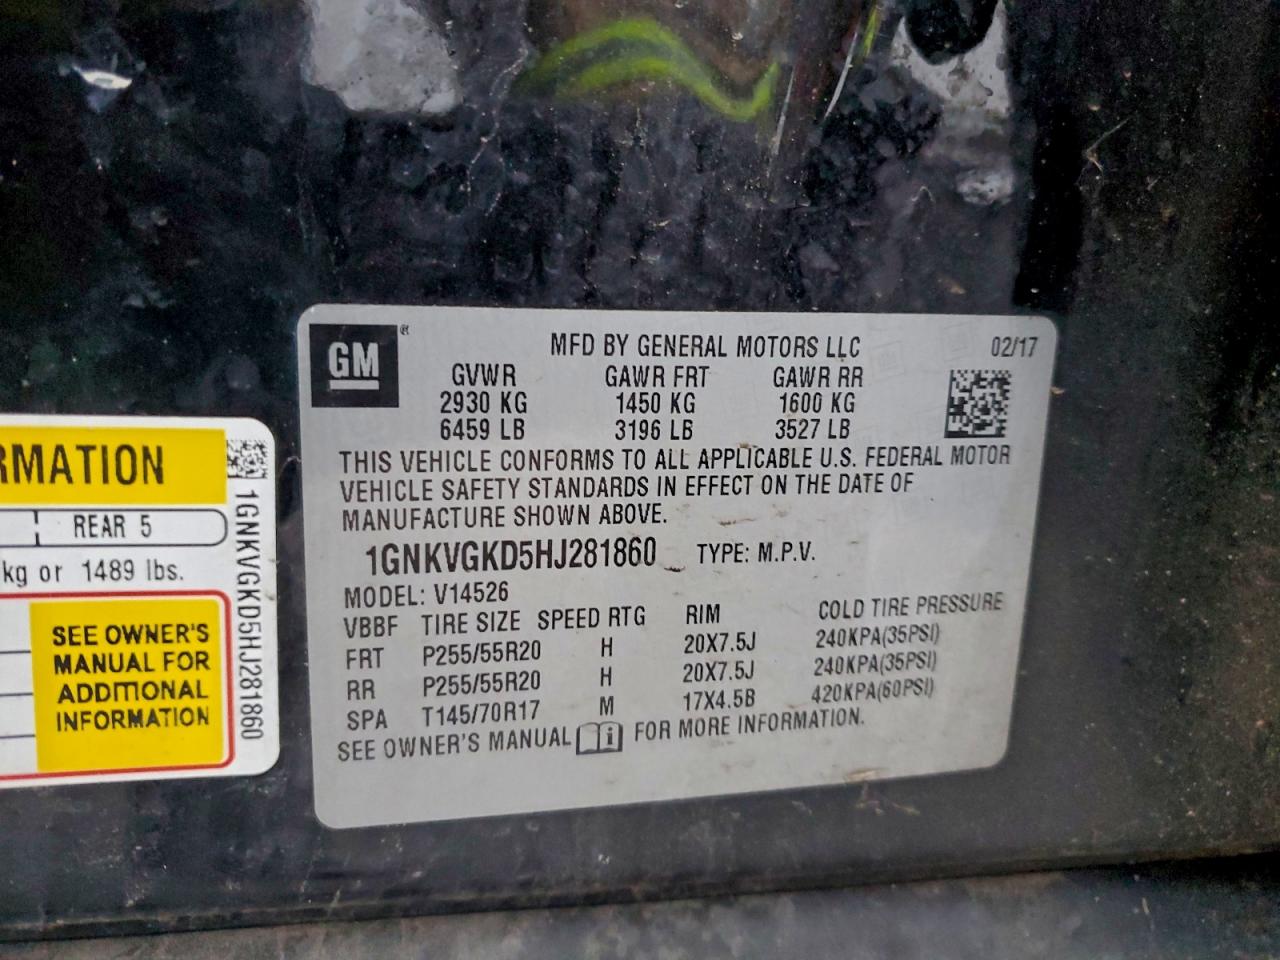 GM®
MFD BY GENERAL MOTORS LLC 02/17
GVWR GAWR FRT GAWR RR
2930 KG 1450 KG 1600 KG
6459 LB 3196 LB 3527 LB
THIS VEHICLE CONFORMS TO ALL APPLICABLE U.S. FEDERAL MOTOR
VEHICLE SAFETY STANDARDS IN EFFECT ON THE DATE OF
MANUFACTURE SHOWN ABOVE.
1GNKVGKD5HJ281860 TYPE: M.P.V.
MODEL: V14526
VBBF TIRE SIZE SPEED RTG RIM COLD TIRE PRESSURE
FRT P255/55R20 H 20X7.5J 240KPA(35PSI)
RR P255/55R20 H 20X7.5J 240KPA(35PSI)
SPA T145/70R17 M 17X4.5B 420KPA(60PSI)
SEE OWNER'S MANUAL i FOR MORE INFORMATION.
RMATION
REAR 5
kg or 1489 lbs.
SEE OWNER'S
MANUAL FOR
ADDITIONAL
INFORMATION
1GNKVGKD5HJ281860